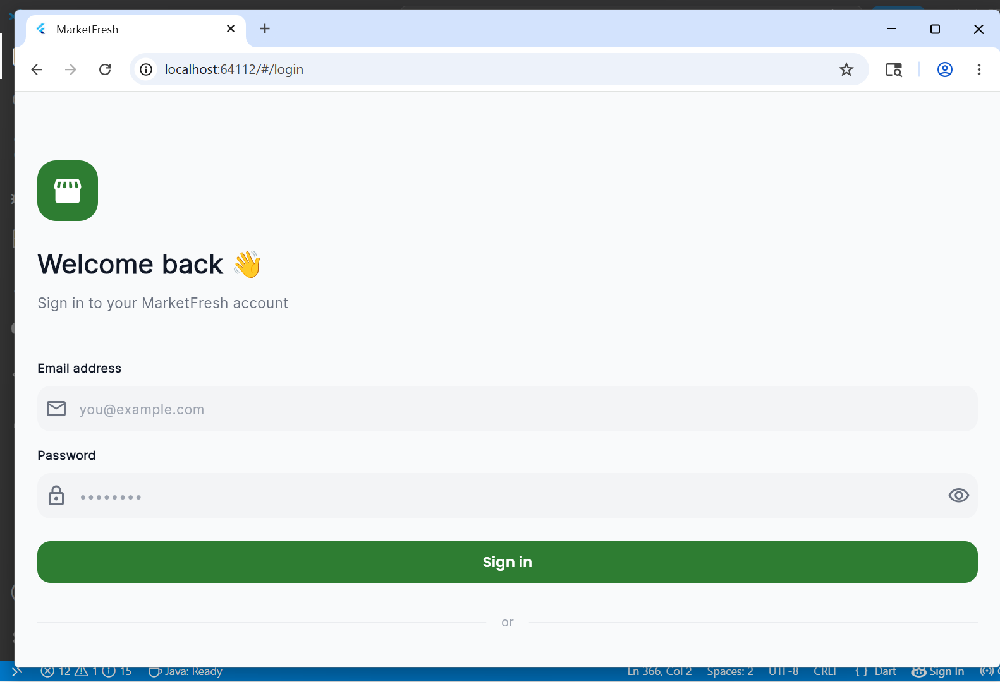 MarketFresh
localhost:64112/#/login
Welcome back 👋
Sign in to your MarketFresh account
Email address
you@example.com
Password
••••••••
Sign in
or
12 1 15 Java: Ready Ln 366, Col 2 Spaces: 2 UTF-8 CRLF { } Dart Sign In